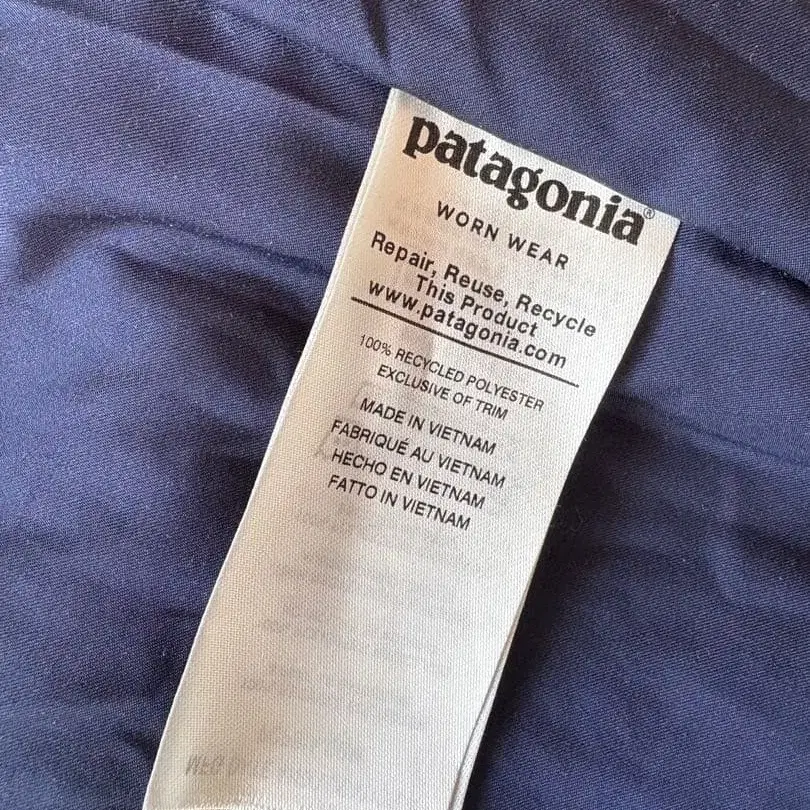 patagonia®
WORN WEAR
Repair, Reuse, Recycle
This Product
www.patagonia.com
100% RECYCLED POLYESTER
EXCLUSIVE OF TRIM
MADE IN VIETNAM
FABRIQUÉ AU VIETNAM
HECHO EN VIETNAM
FATTO IN VIETNAM